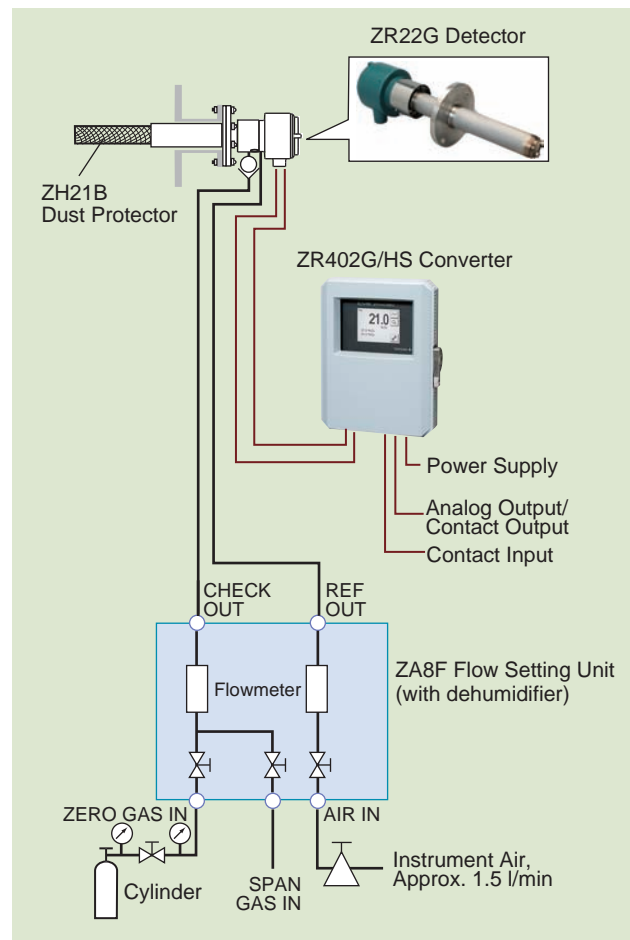 ZR22G Detector
ZH21B
Dust Protector
ZR402G/HS Converter
21.0
Power Supply
Analog Output/
Contact Output
Contact Input
CHECK
OUT
REF
OUT
ZA8F Flow Setting Unit
(with dehumidifier)
Flowmeter
ZERO GAS IN
AIR IN
Cylinder
SPAN
GAS IN
Instrument Air,
Approx. 1.5 l/min